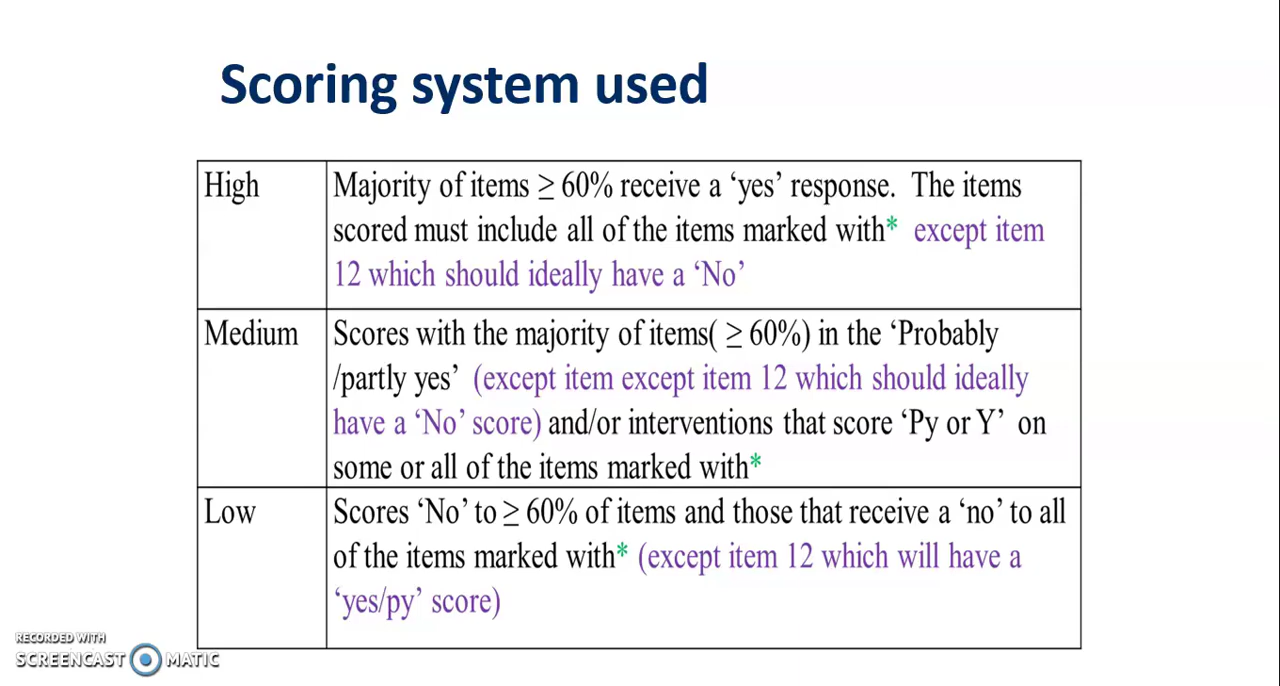 Scoring system used
High
Majority of items ≥ 60% receive a ‘yes’ response. The items
scored must include all of the items marked with* except item
12 which should ideally have a ‘No’
Medium
Scores with the majority of items( ≥ 60%) in the ‘Probably
/partly yes’ (except item except item 12 which should ideally
have a ‘No’ score) and/or interventions that score ‘Py or Y’ on
some or all of the items marked with*
Low
Scores ‘No’ to ≥ 60% of items and those that receive a ‘no’ to all
of the items marked with* (except item 12 which will have a
‘yes/py’ score)
RECORDED WITH
SCREENCAST MATIC